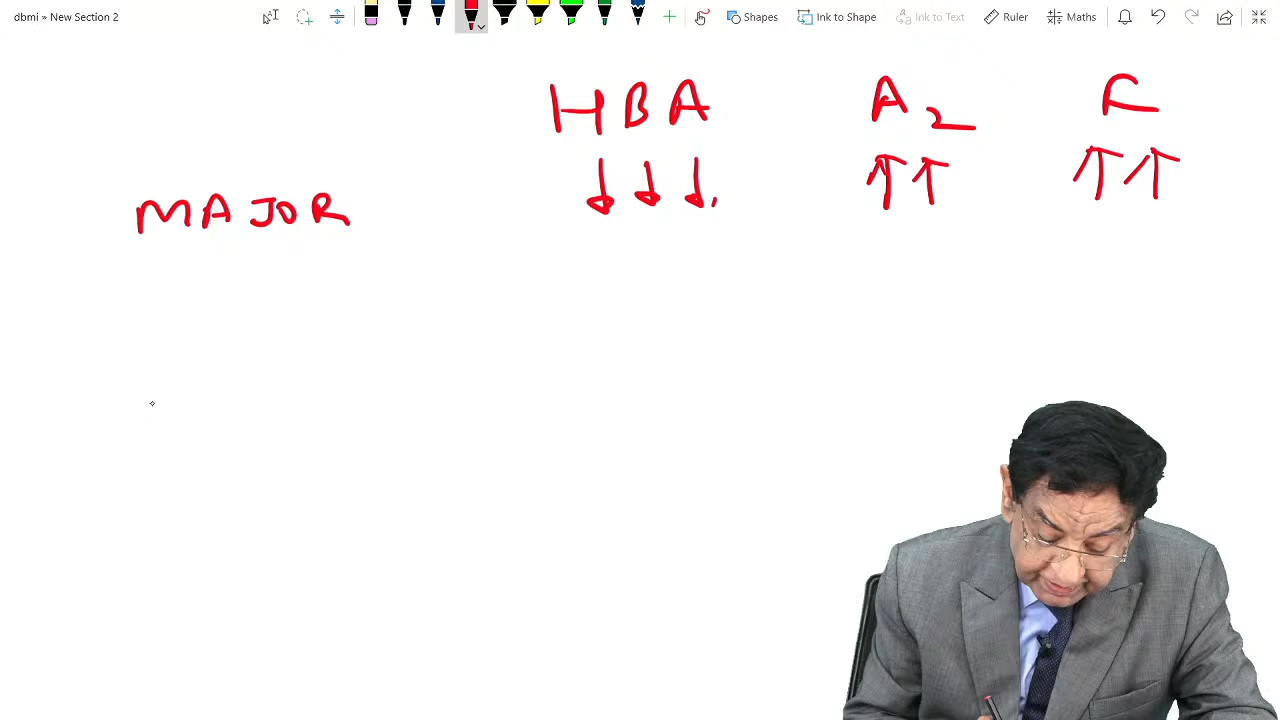 dbmi » New Section 2
Shapes Ink to Shape Ink to Text Ruler Maths
HBA A2 F
↓ ↓ ↓ ↑↑ ↑↑
MAJOR